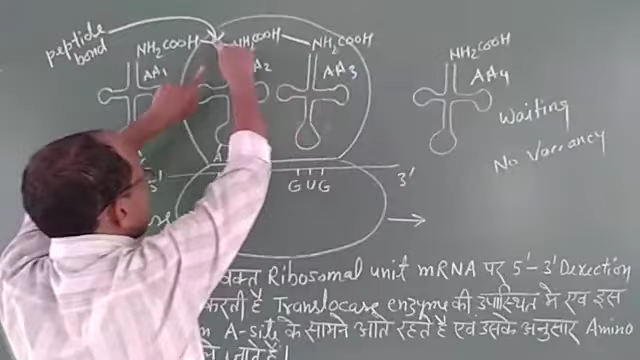 peptide
bond
NH2COOH NH2COOH NH2COOH NH2COOH
AA1 AA2 AA3 AA4
Waiting
No Vaccancy
5' 3'
GUG
Ribosomal unit mRNA पर 5'-3' Direction
करती है Translocase enzyme की उपस्थित मे एवं इस
A-site के सामने आते रहते है एवं उसके अनुसार Amino